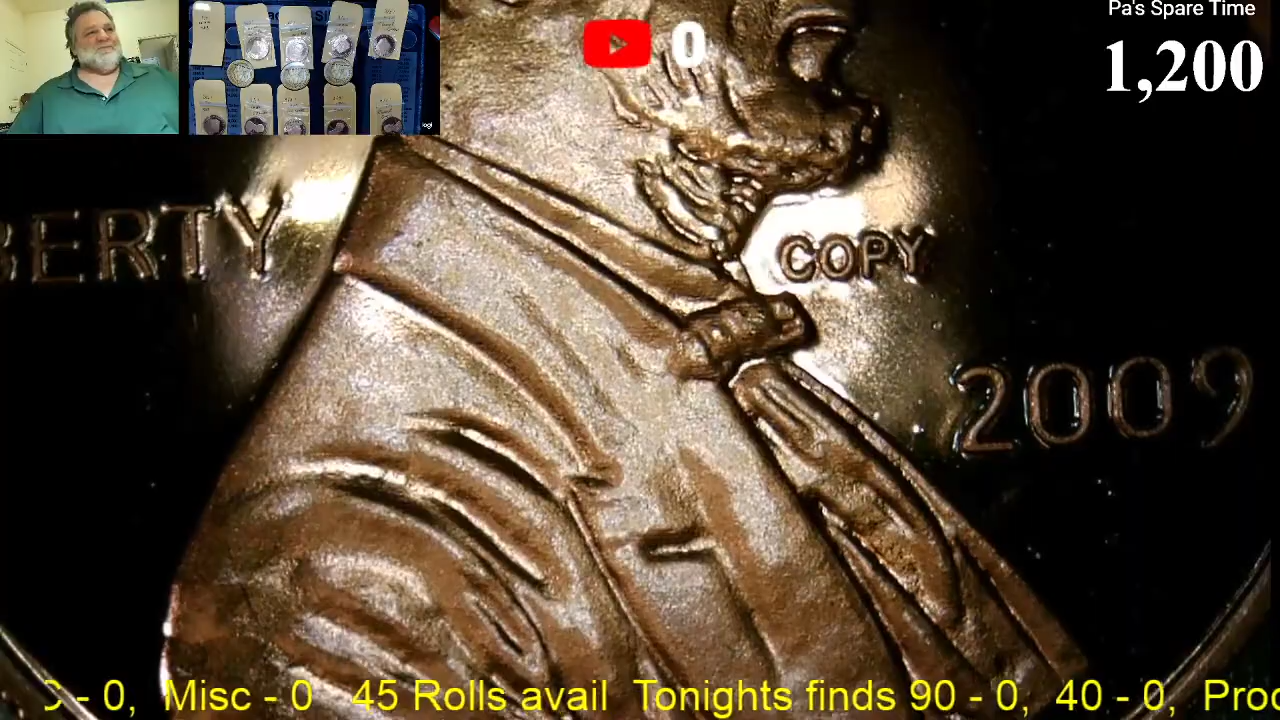 Pa's Spare Time
0
1,200
logi
BERTY
COPY
2009
- 0, Misc - 0 45 Rolls avail Tonights finds 90 - 0, 40 - 0,